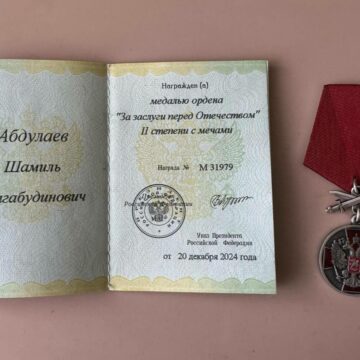 Абдулаев
Шамиль
габудинович
Награжден (а)
медалью ордена
"За заслуги перед Отечеством"
II степени с мечами
Награда № М 31979
Указ Президента
Российской Федерации
от 20 декабря 2024 года